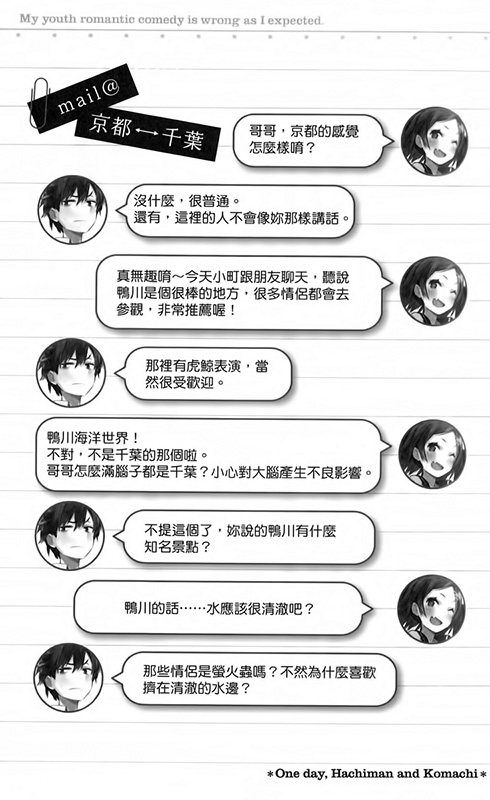 My youth romantic comedy is wrong as I expected.
mail@
京都←→千葉
哥哥，京都的感覺
怎麼樣唷？
沒什麼，很普通。
還有，這裡的人不會像妳那樣講話。
真無趣唷～今天小町跟朋友聊天，聽說
鴨川是個很棒的地方，很多情侶都會去
參觀，非常推薦喔！
那裡有虎鯨表演，當
然很受歡迎。
鴨川海洋世界！
不對，不是千葉的那個啦。
哥哥怎麼滿腦子都是千葉？小心對大腦產生不良影響。
不提這個了，妳說的鴨川有什麼
知名景點？
鴨川的話……水應該很清澈吧？
那些情侶是螢火蟲嗎？不然為什麼喜歡
擠在清澈的水邊？
*One day, Hachiman and Komachi*